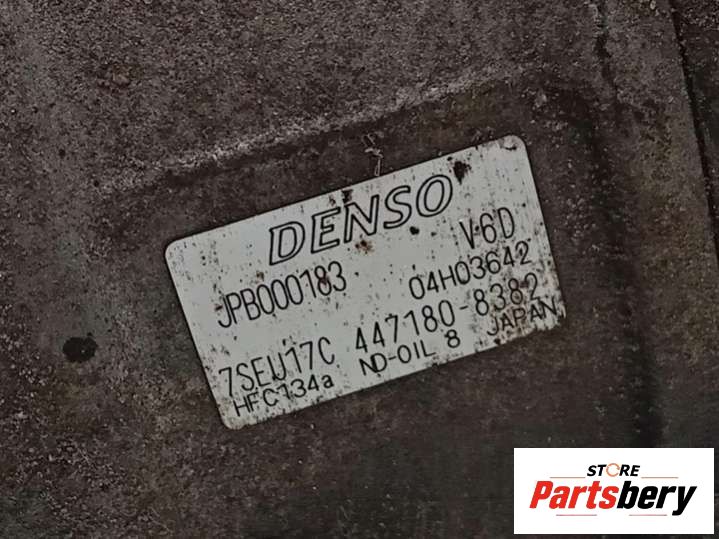 DENSO
V6D
JPB000183 04H03642
7SEU17C 447180-8382
HFC134a ND-OIL 8 JAPAN
STORE
Partsbery